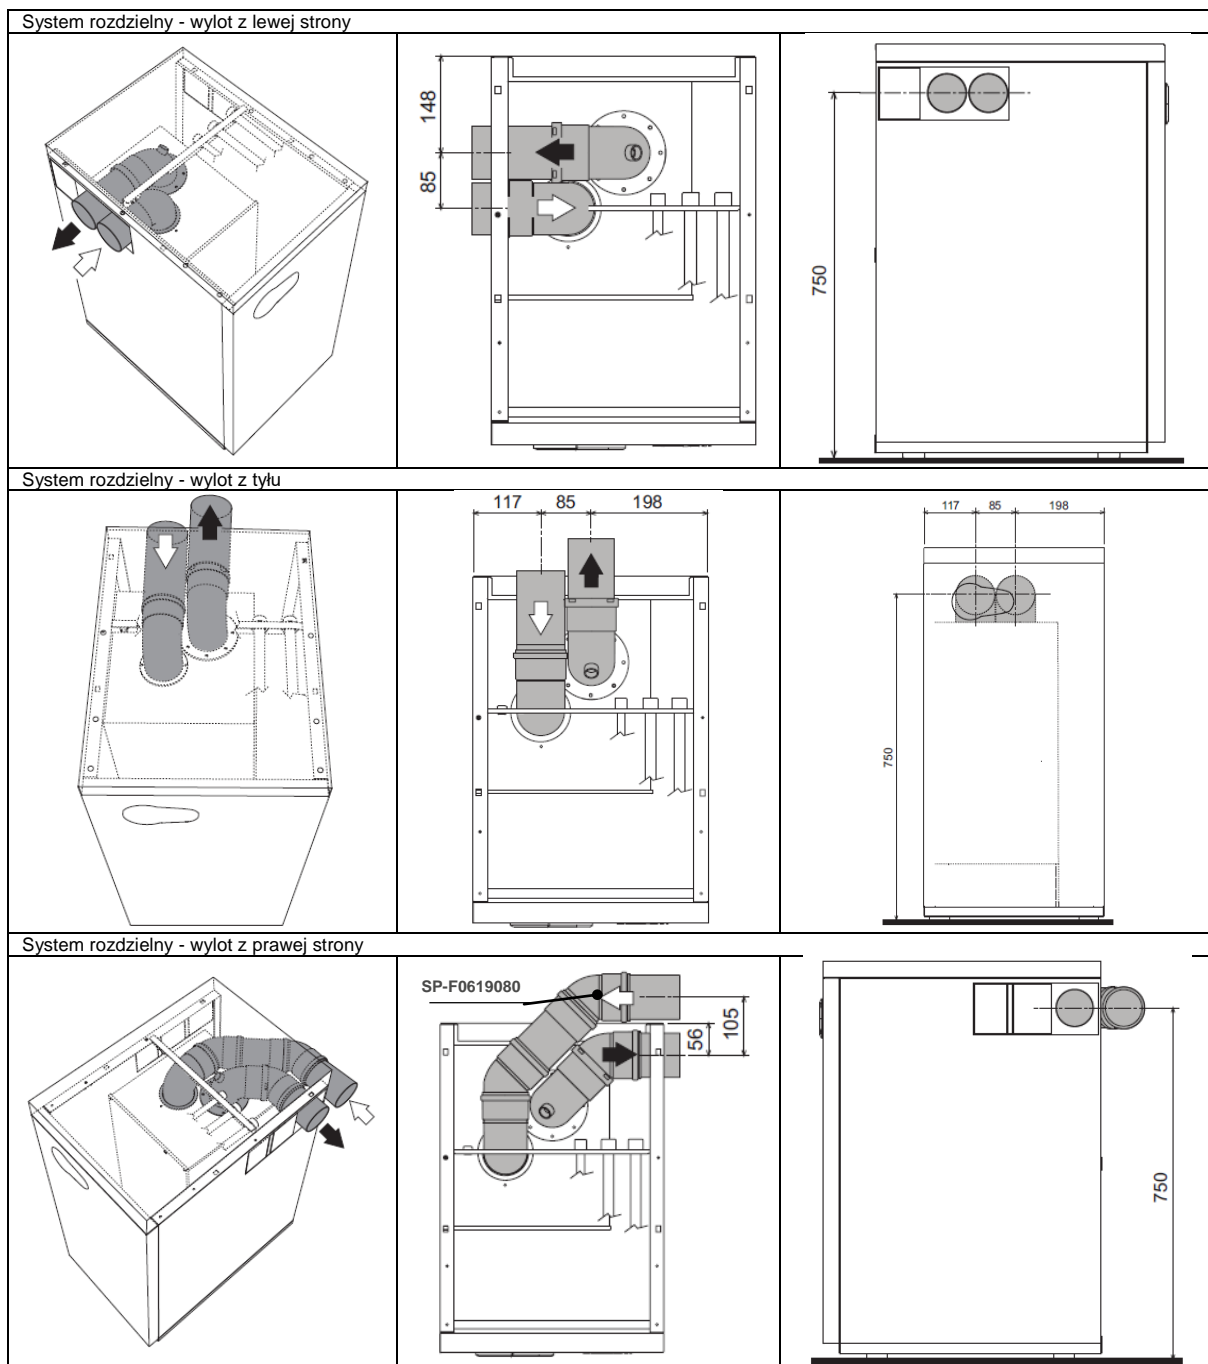 System rozdzielny - wylot z lewej strony
148
85
750
System rozdzielny - wylot z tyłu
117 85 198
117 85 198
750
System rozdzielny - wylot z prawej strony
SP-F0619080
56
105
750